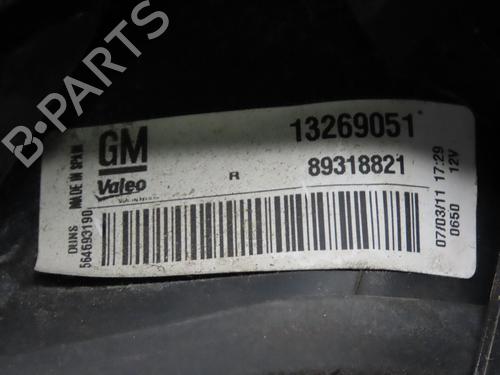 B-PARTS
DUNS
564693190
MADE IN SPAIN
GM
Valeo
R
13269051
89318821
07/03/11 17:29
0650
12V